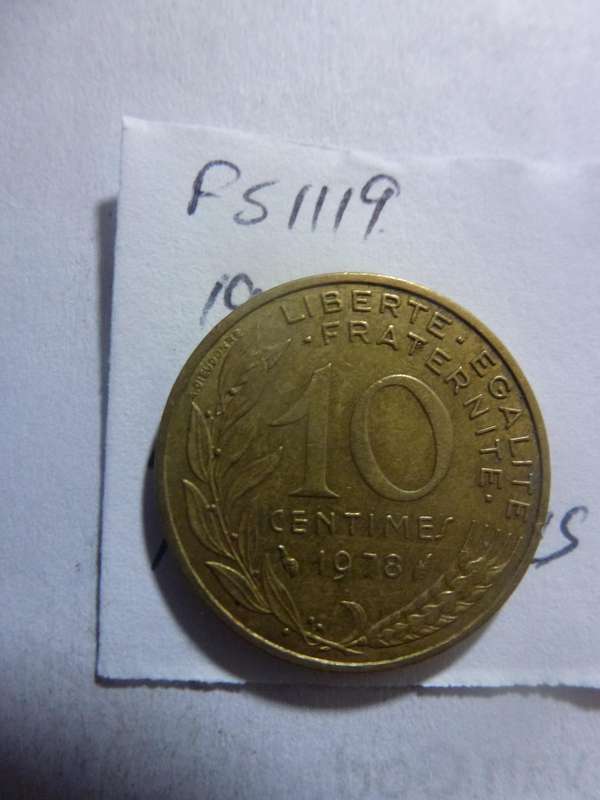 PS1119
10
LIBERTE · EGALITE
· FRATERNITE ·
10
CENTIMES
1978